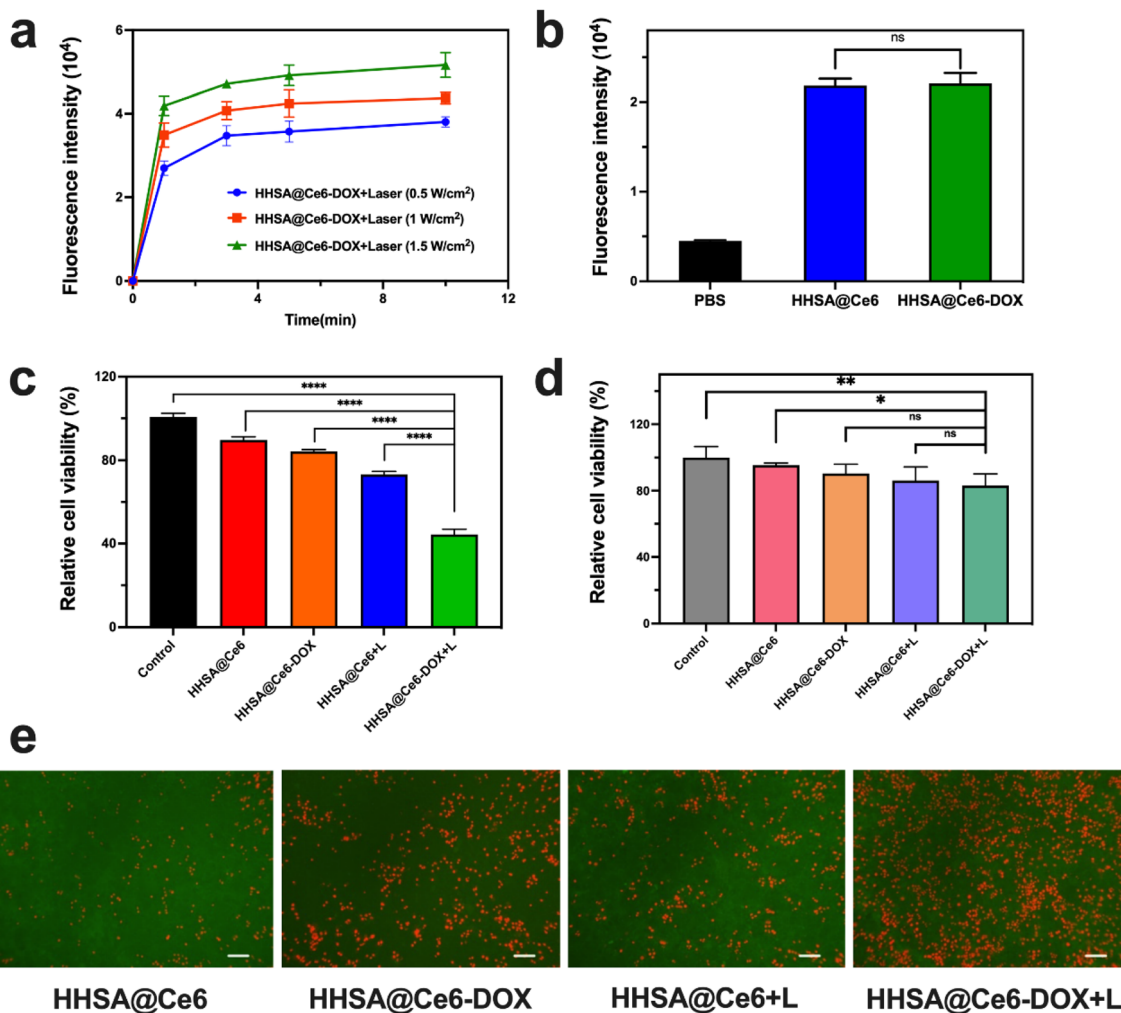 a
Fluorescence intensity (10⁴)
6
4
2
0
0
4
8
12
Time(min)
HHSA@Ce6-DOX+Laser (0.5 W/cm²)
HHSA@Ce6-DOX+Laser (1 W/cm²)
HHSA@Ce6-DOX+Laser (1.5 W/cm²)
b
Fluorescence intensity (10⁴)
2
1
0
ns
PBS
HHSA@Ce6
HHSA@Ce6-DOX
c
Relative cell viability (%)
120
80
40
0
****
****
****
****
Control
HHSA@Ce6
HHSA@Ce6-DOX
HHSA@Ce6+L
HHSA@Ce6-DOX+L
d
Relative cell viability (%)
120
80
40
0
**
*
ns
ns
Control
HHSA@Ce6
HHSA@Ce6-DOX
HHSA@Ce6+L
HHSA@Ce6-DOX+L
e
HHSA@Ce6
HHSA@Ce6-DOX
HHSA@Ce6+L
HHSA@Ce6-DOX+L